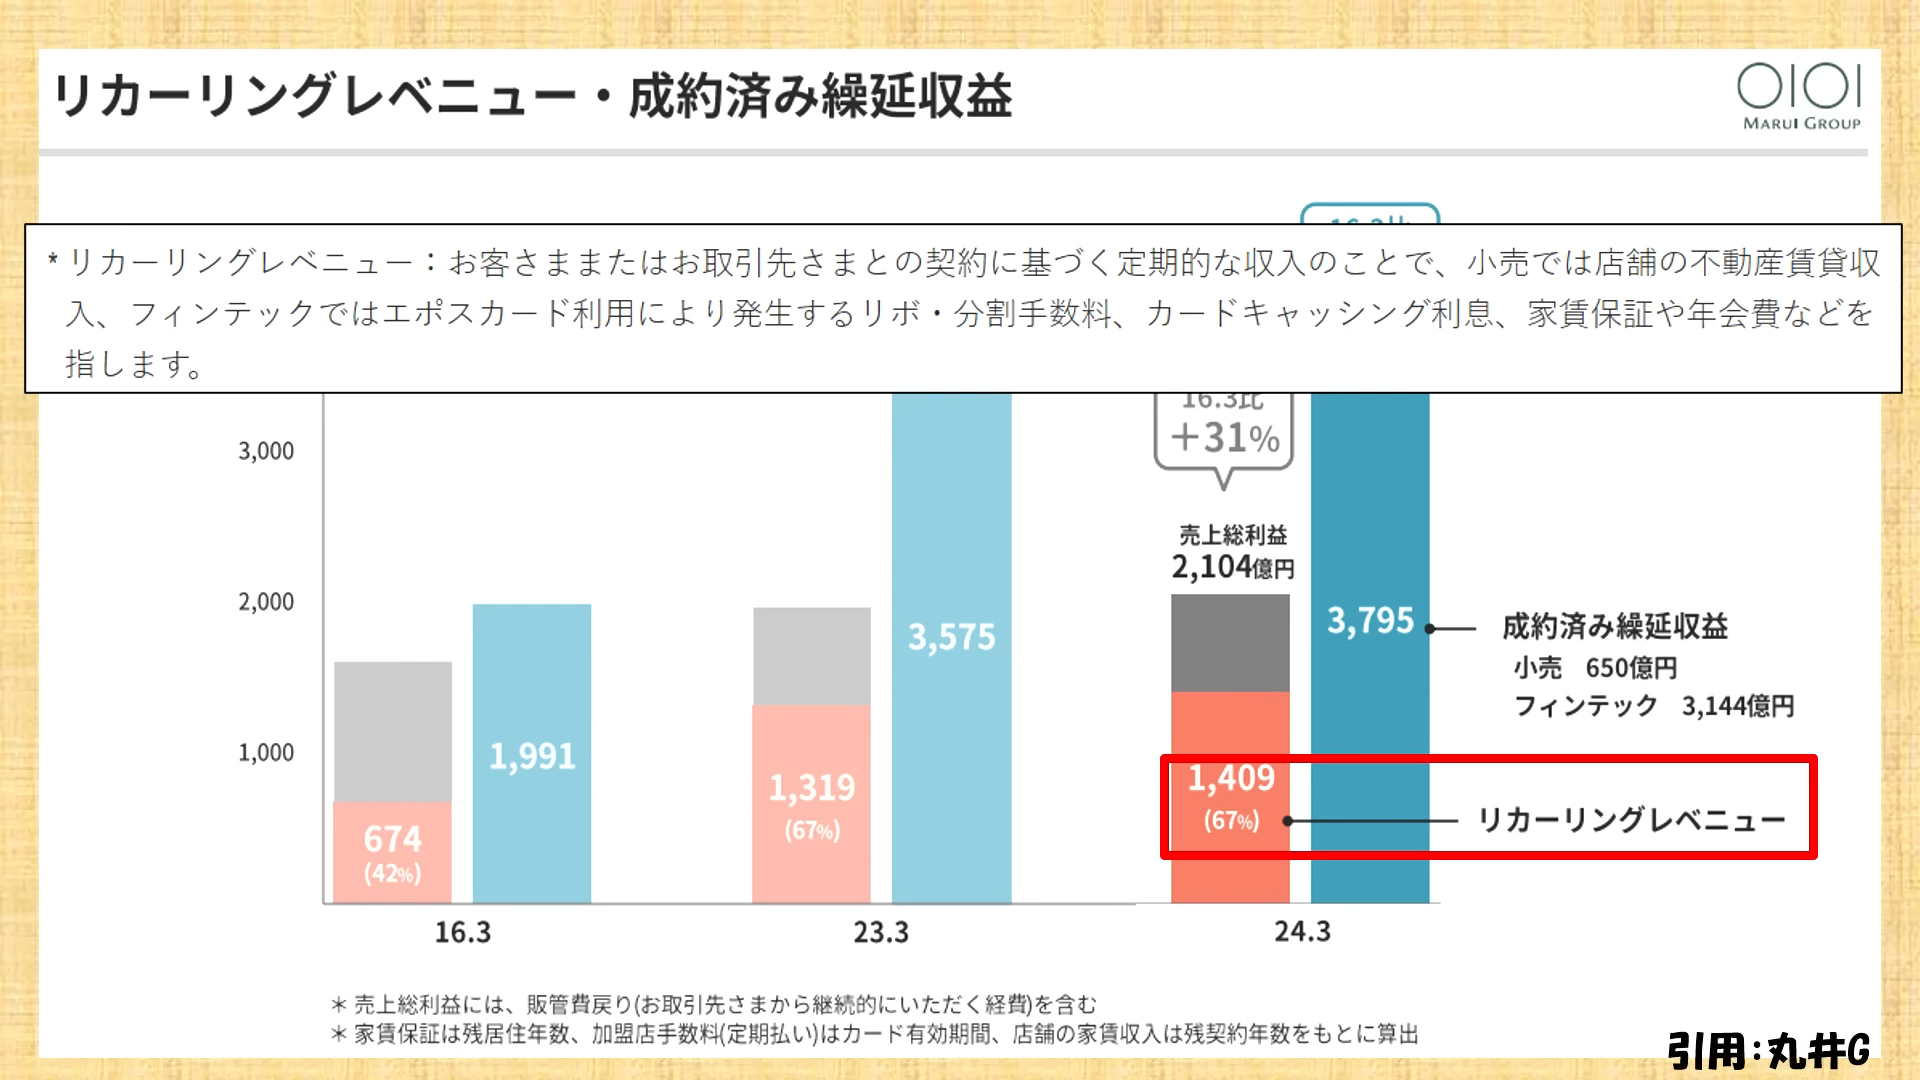 リカーリングレベニュー・成約済み繰延収益
OIOI
MARUI GROUP
* リカーリングレベニュー：お客さままたはお取引先さまとの契約に基づく定期的な収入のことで、小売では店舗の不動産賃貸収
入、フィンテックではエポスカード利用により発生するリボ・分割手数料、カードキャッシング利息、家賃保証や年会費などを
指します。
16.3比
16.3比
＋31%
3,000
2,000
1,000
売上総利益
2,104億円
674
(42%)
1,991
1,319
(67%)
3,575
1,409
(67%)
3,795
成約済み繰延収益
小売 650億円
フィンテック 3,144億円
リカーリングレベニュー
16.3
23.3
24.3
＊ 売上総利益には、販管費戻り(お取引先さまから継続的にいただく経費)を含む
＊ 家賃保証は残居住年数、加盟店手数料(定期払い)はカード有効期間、店舗の家賃収入は残契約年数をもとに算出
引用：丸井G